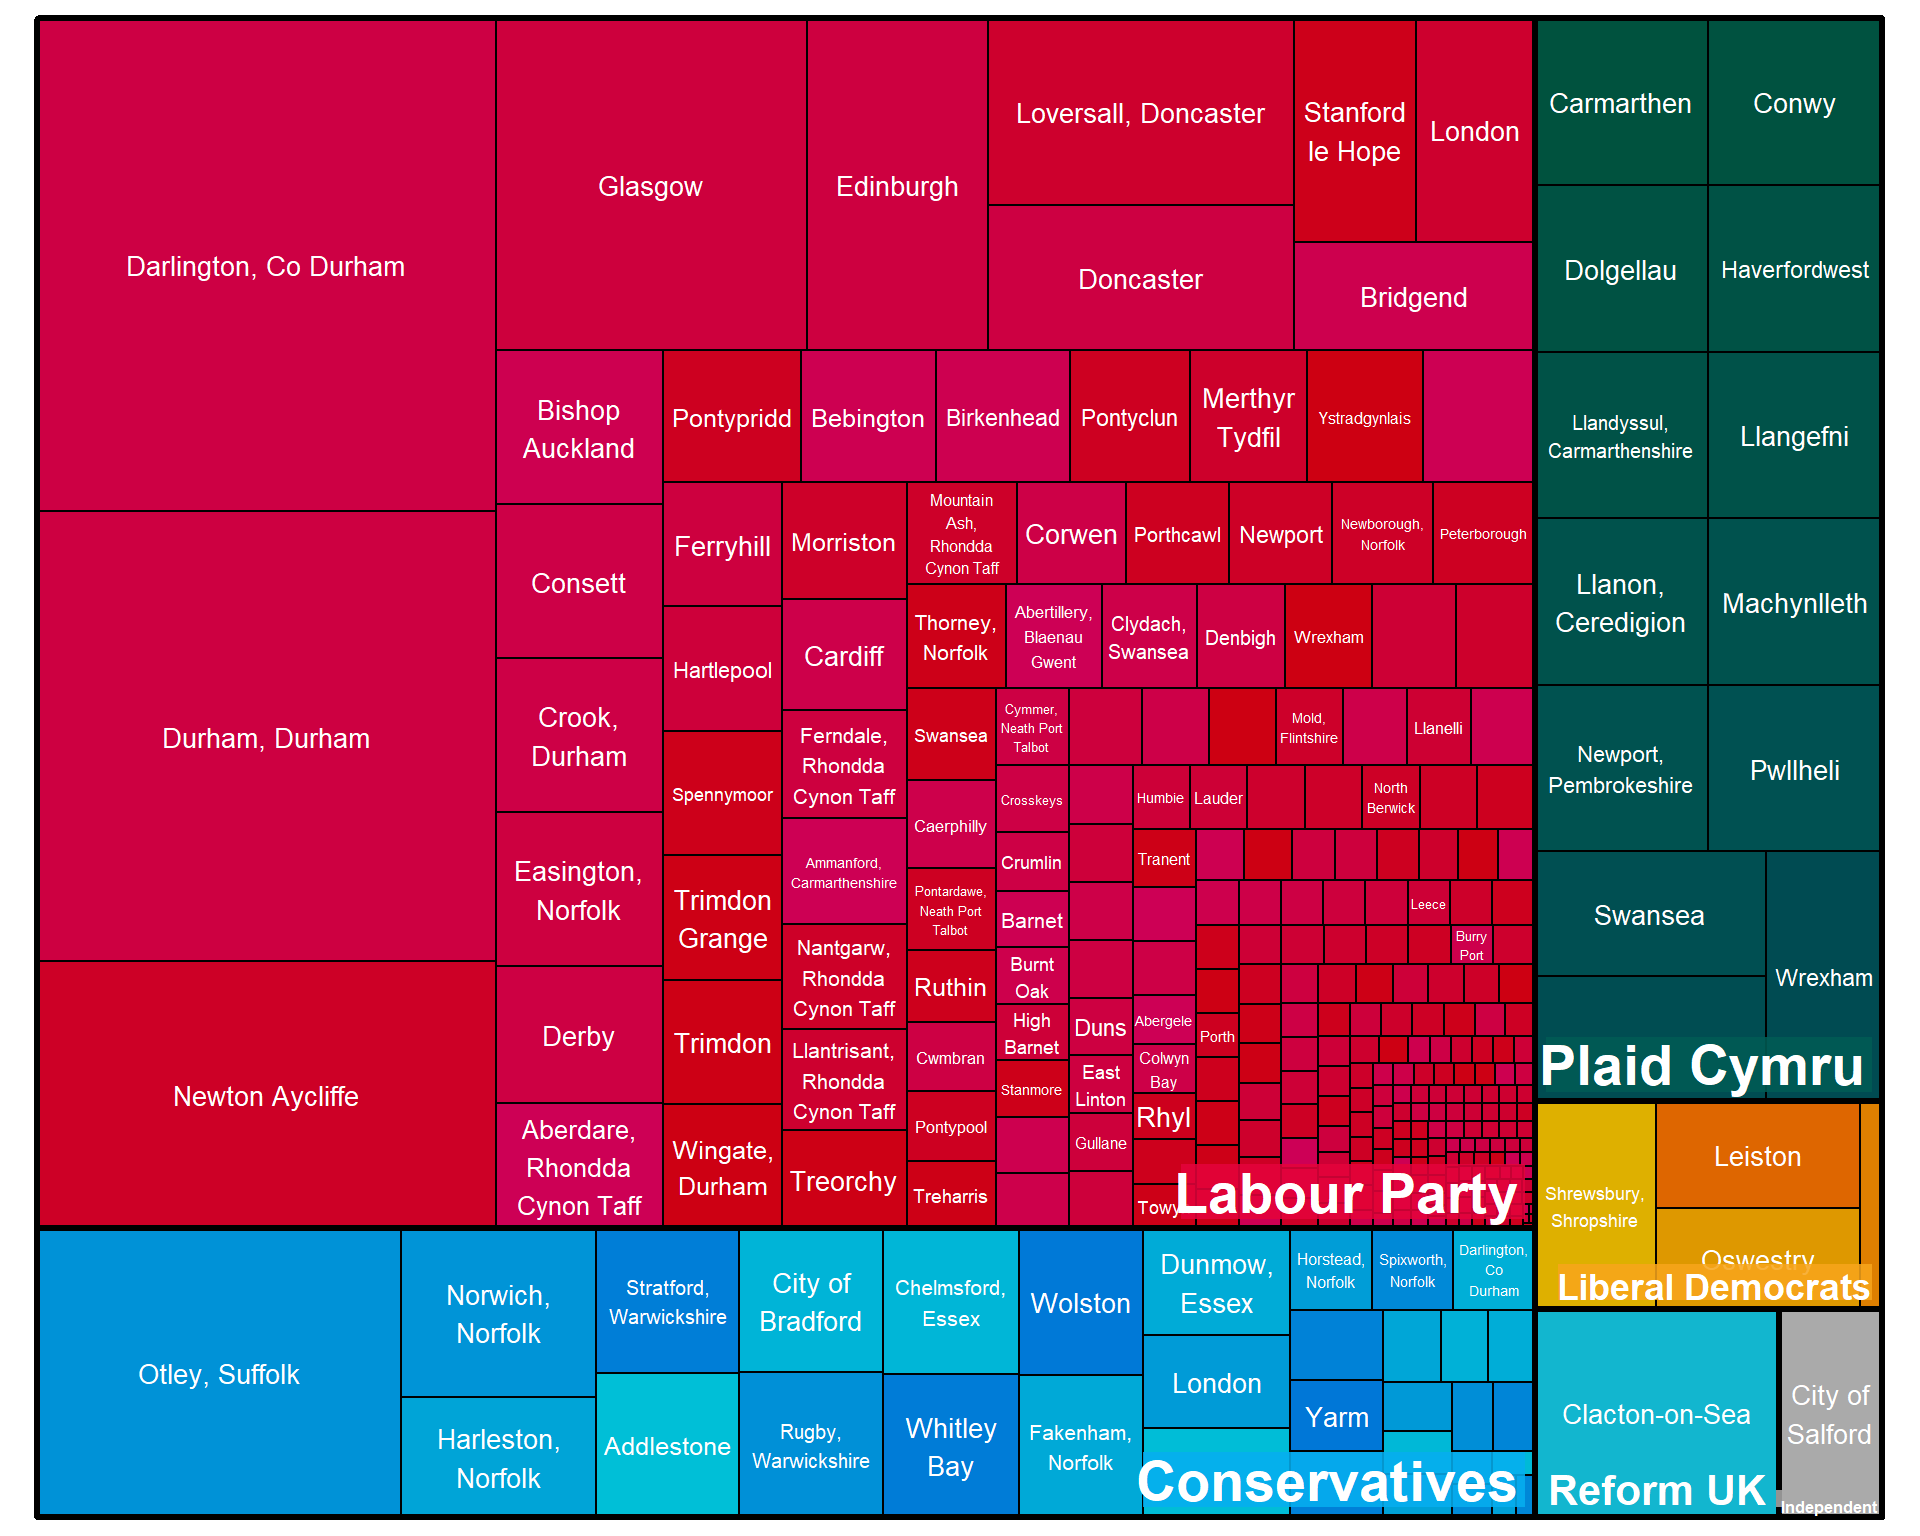 Darlington, Co Durham
Durham, Durham
Newton Aycliffe
Glasgow
Edinburgh
Loversall, Doncaster
Doncaster
Stanford
le Hope
London
Bridgend
Bishop
Auckland
Consett
Crook,
Durham
Easington,
Norfolk
Derby
Aberdare,
Rhondda
Cynon Taff
Pontypridd
Bebington
Birkenhead
Pontyclun
Merthyr
Tydfil
Ystradgynlais
Ferryhill
Hartlepool
Spennymoor
Trimdon
Grange
Trimdon
Wingate,
Durham
Morriston
Cardiff
Ferndale,
Rhondda
Cynon Taff
Ammanford,
Carmarthenshire
Nantgarw,
Rhondda
Cynon Taff
Llantrisant,
Rhondda
Cynon Taff
Treorchy
Mountain
Ash,
Rhondda
Cynon Taff
Corwen
Porthcawl
Newport
Newborough,
Norfolk
Peterborough
Thorney,
Norfolk
Abertillery,
Blaenau
Gwent
Clydach,
Swansea
Denbigh
Wrexham
Swansea
Caerphilly
Pontardawe,
Neath Port
Talbot
Ruthin
Cwmbran
Pontypool
Treharris
Cymmer,
Neath Port
Talbot
Mold,
Flintshire
Llanelli
Crosskeys
Crumlin
Barnet
Burnt
Oak
High
Barnet
Stanmore
Duns
East
Linton
Gullane
Humbie
Lauder
North
Berwick
Tranent
Leece
Burry
Port
Abergele
Colwyn
Bay
Rhyl
Porth
Towy
Labour Party
Carmarthen
Conwy
Dolgellau
Haverfordwest
Llandyssul,
Carmarthenshire
Llangefni
Llanon,
Ceredigion
Machynlleth
Newport,
Pembrokeshire
Pwllheli
Swansea
Wrexham
Plaid Cymru
Shrewsbury,
Shropshire
Leiston
Oswestry
Liberal Democrats
Otley, Suffolk
Norwich,
Norfolk
Harleston,
Norfolk
Stratford,
Warwickshire
Addlestone
City of
Bradford
Rugby,
Warwickshire
Chelmsford,
Essex
Whitley
Bay
Wolston
Fakenham,
Norfolk
Dunmow,
Essex
London
Horstead,
Norfolk
Spixworth,
Norfolk
Darlington,
Co
Durham
Yarm
Conservatives
Clacton-on-Sea
Reform UK
City of
Salford
Independent